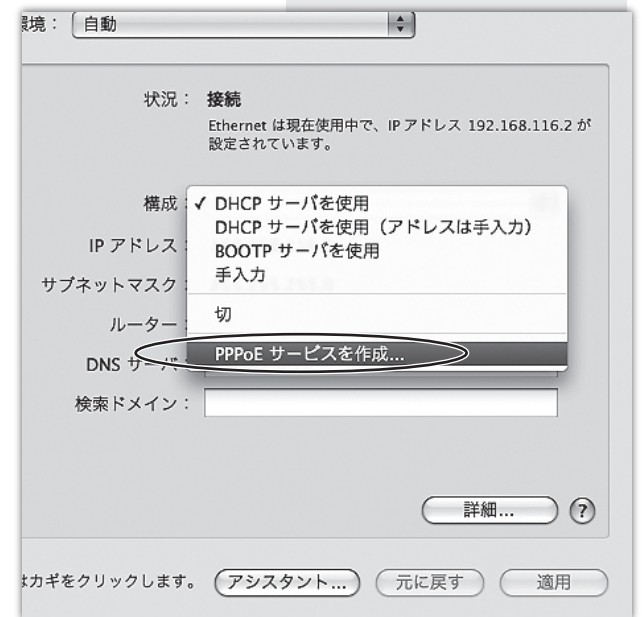 環境： 自動
状況： 接続
Ethernet は現在使用中で、IP アドレス 192.168.116.2 が
設定されています。
構成： ✓ DHCP サーバを使用
DHCP サーバを使用（アドレスは手入力）
BOOTP サーバを使用
手入力
切
PPPoE サービスを作成...
IP アドレス：
サブネットマスク：
ルーター：
DNS サーバ：
検索ドメイン：
詳細... ?
はカギをクリックします。 アシスタント... 元に戻す 適用